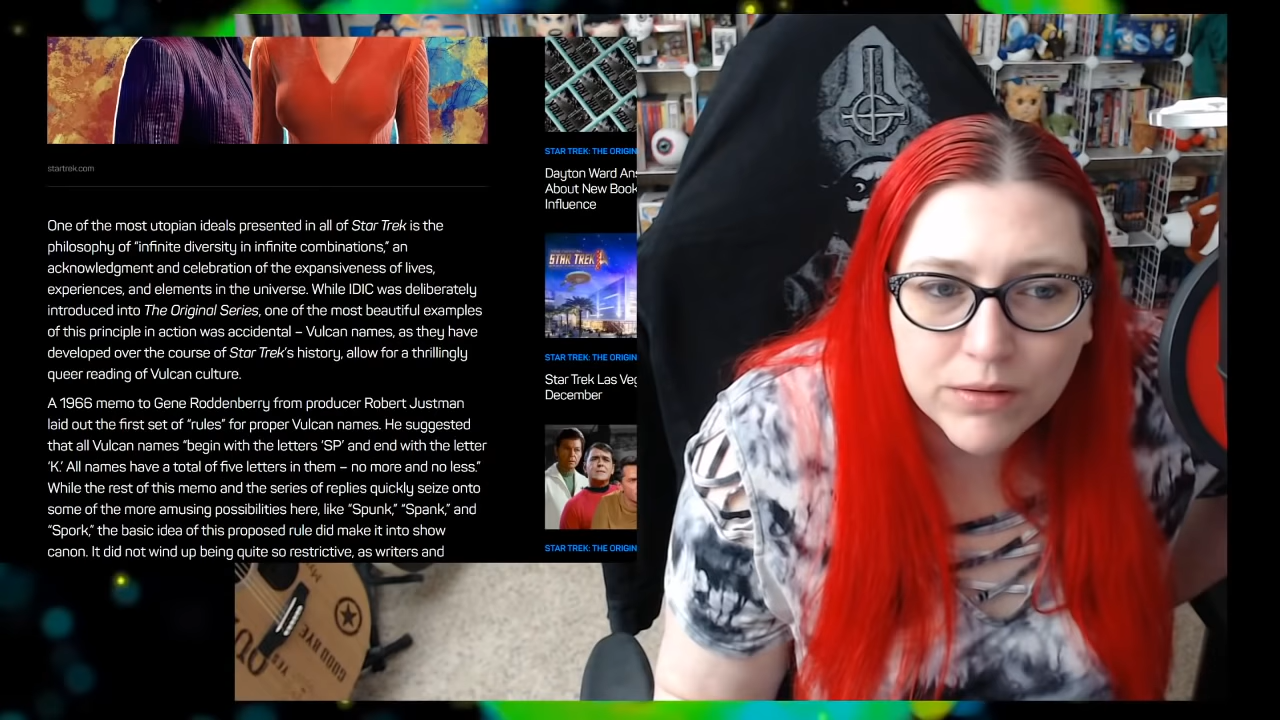 startrek.com
One of the most utopian ideals presented in all of Star Trek is the
philosophy of “infinite diversity in infinite combinations,” an
acknowledgment and celebration of the expansiveness of lives,
experiences, and elements in the universe. While IDIC was deliberately
introduced into The Original Series, one of the most beautiful examples
of this principle in action was accidental – Vulcan names, as they have
developed over the course of Star Trek’s history, allow for a thrillingly
queer reading of Vulcan culture.
A 1966 memo to Gene Roddenberry from producer Robert Justman
laid out the first set of “rules” for proper Vulcan names. He suggested
that all Vulcan names “begin with the letters ‘SP’ and end with the letter
‘K.’ All names have a total of five letters in them – no more and no less.”
While the rest of this memo and the series of replies quickly seize onto
some of the more amusing possibilities here, like “Spunk,” “Spank,” and
“Spork,” the basic idea of this proposed rule did make it into show
canon. It did not wind up being quite so restrictive, as writers and
STAR TREK: THE ORIGIN
Dayton Ward Ans
About New Book
Influence
STAR TREK
STAR TREK: THE ORIGIN
Star Trek Las Veg
December
STAR TREK: THE ORIGIN
GOOD BYE
YES